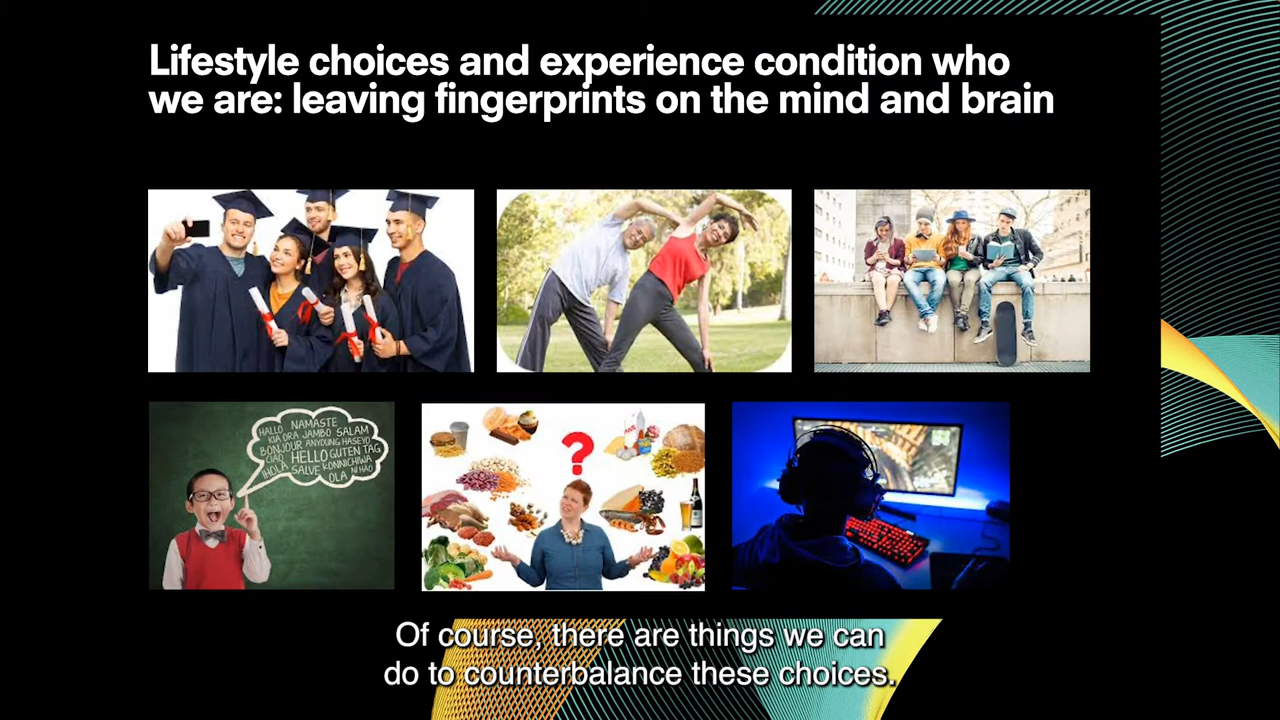 Lifestyle choices and experience condition who
we are: leaving fingerprints on the mind and brain
HALLO NAMASTE
KIA ORA JAMBO SALAM
BONJOUR ANYOUNG HASEYO
CIAO HELLO GUTEN TAG
HOLA SALVE KONNICHIWA
OLA NI HAO
?
Of course, there are things we can
do to counterbalance these choices.